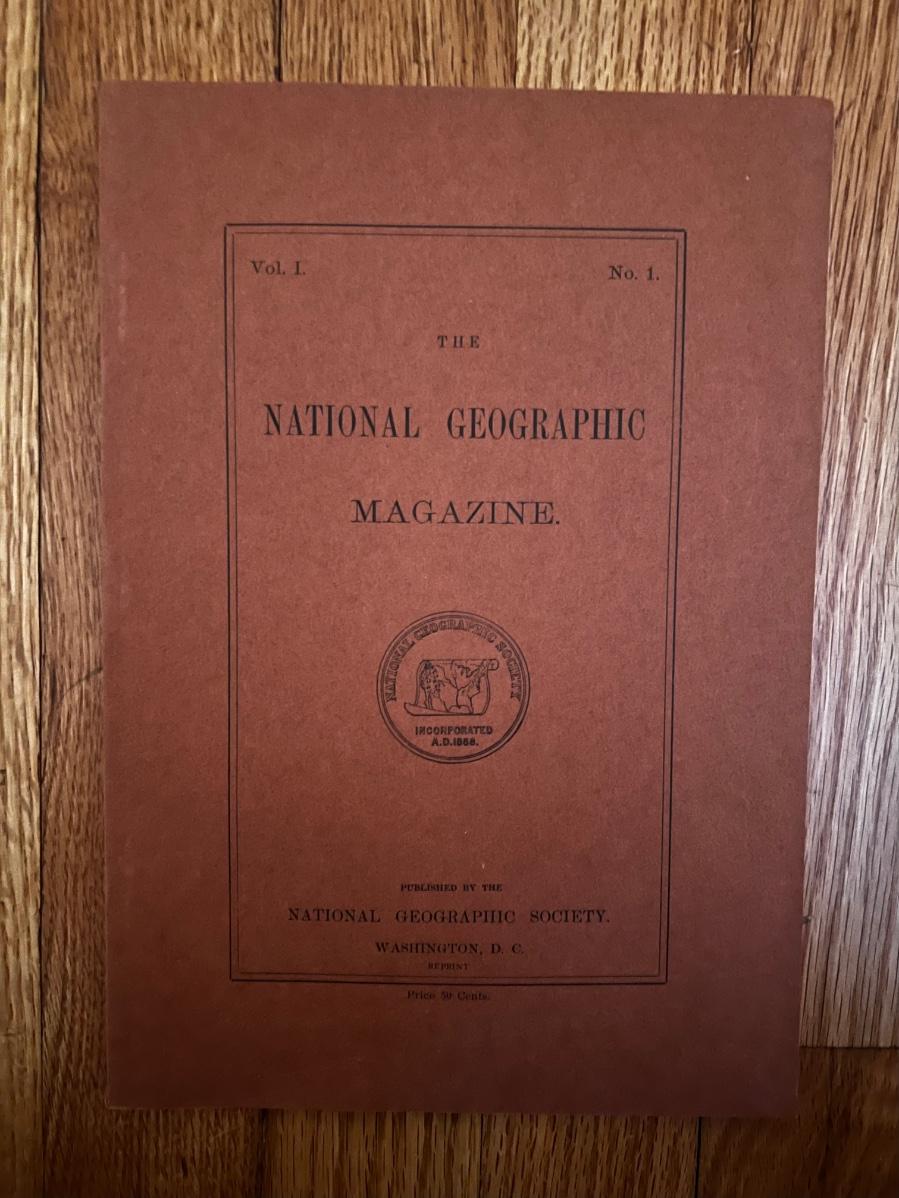 Vol. I. No. 1.
THE
NATIONAL GEOGRAPHIC
MAGAZINE.
NATIONAL GEOGRAPHIC SOCIETY
INCORPORATED
A.D.1888.
PUBLISHED BY THE
NATIONAL GEOGRAPHIC SOCIETY.
WASHINGTON, D. C.
REPRINT
Price 50 Cents.